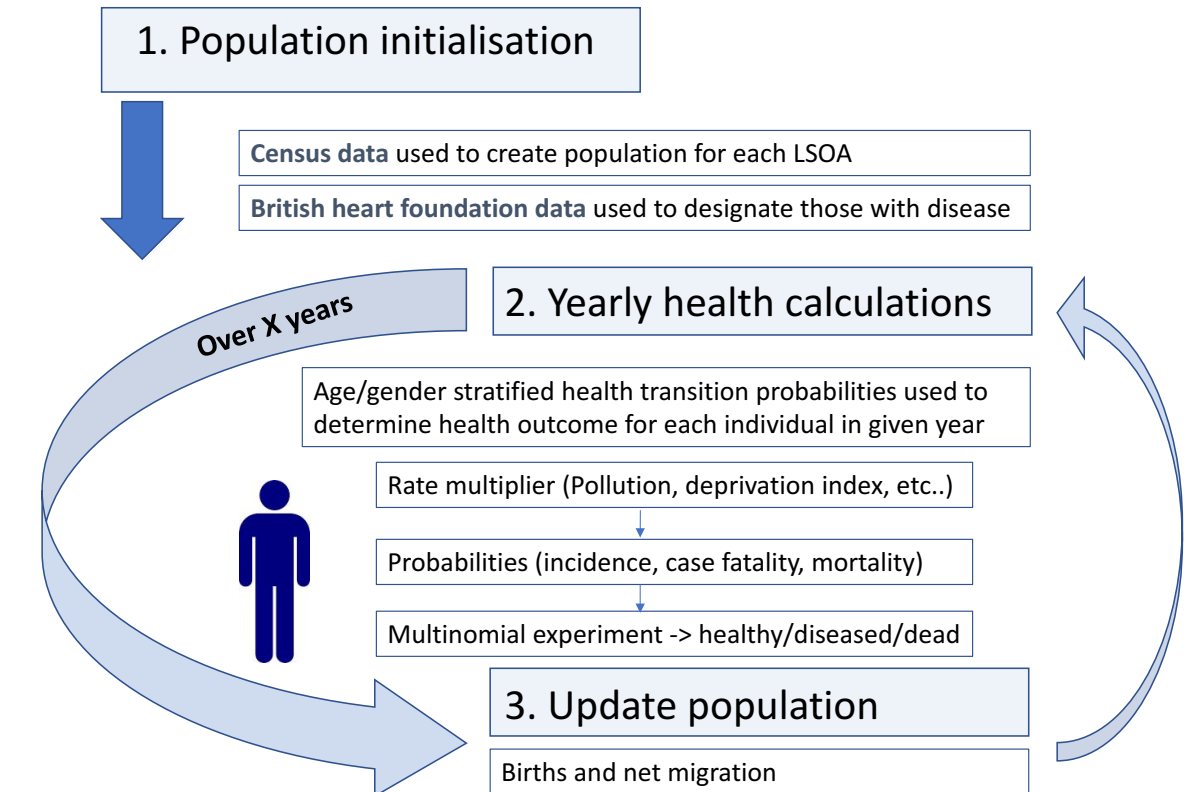 1. Population initialisation
Census data used to create population for each LSOA
British heart foundation data used to designate those with disease
Over X years
2. Yearly health calculations
Age/gender stratified health transition probabilities used to
determine health outcome for each individual in given year
Rate multiplier (Pollution, deprivation index, etc..)
Probabilities (incidence, case fatality, mortality)
Multinomial experiment -> healthy/diseased/dead
3. Update population
Births and net migration